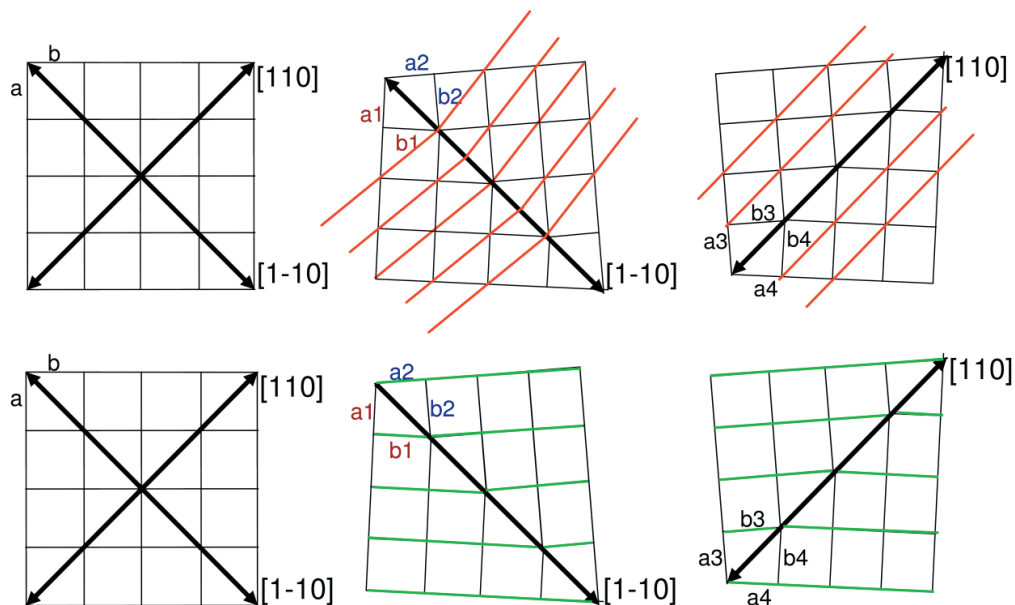 b
a
[110]
[1-10]
a2
b2
a1
b1
[1-10]
[110]
b3
a3
b4
a4
b
a
[110]
[1-10]
a2
a1
b2
b1
[1-10]
[110]
b3
a3
b4
a4